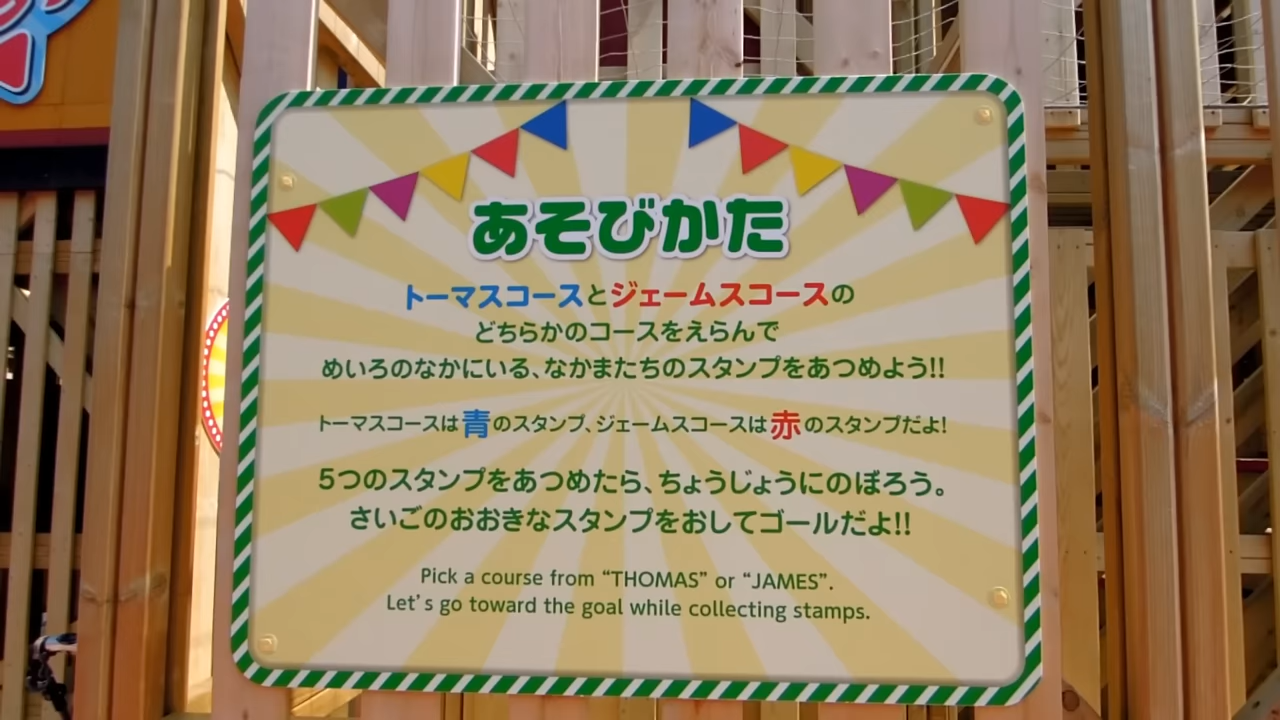 あそびかた
トーマスコースとジェームスコースの
どちらかのコースをえらんで
めいろのなかにいる、なかまたちのスタンプをあつめよう!!
トーマスコースは青のスタンプ、ジェームスコースは赤のスタンプだよ!
5つのスタンプをあつめたら、ちょうじょうにのぼろう。
さいごのおおきなスタンプをおしてゴールだよ!!
Pick a course from “THOMAS” or “JAMES”.
Let’s go toward the goal while collecting stamps.